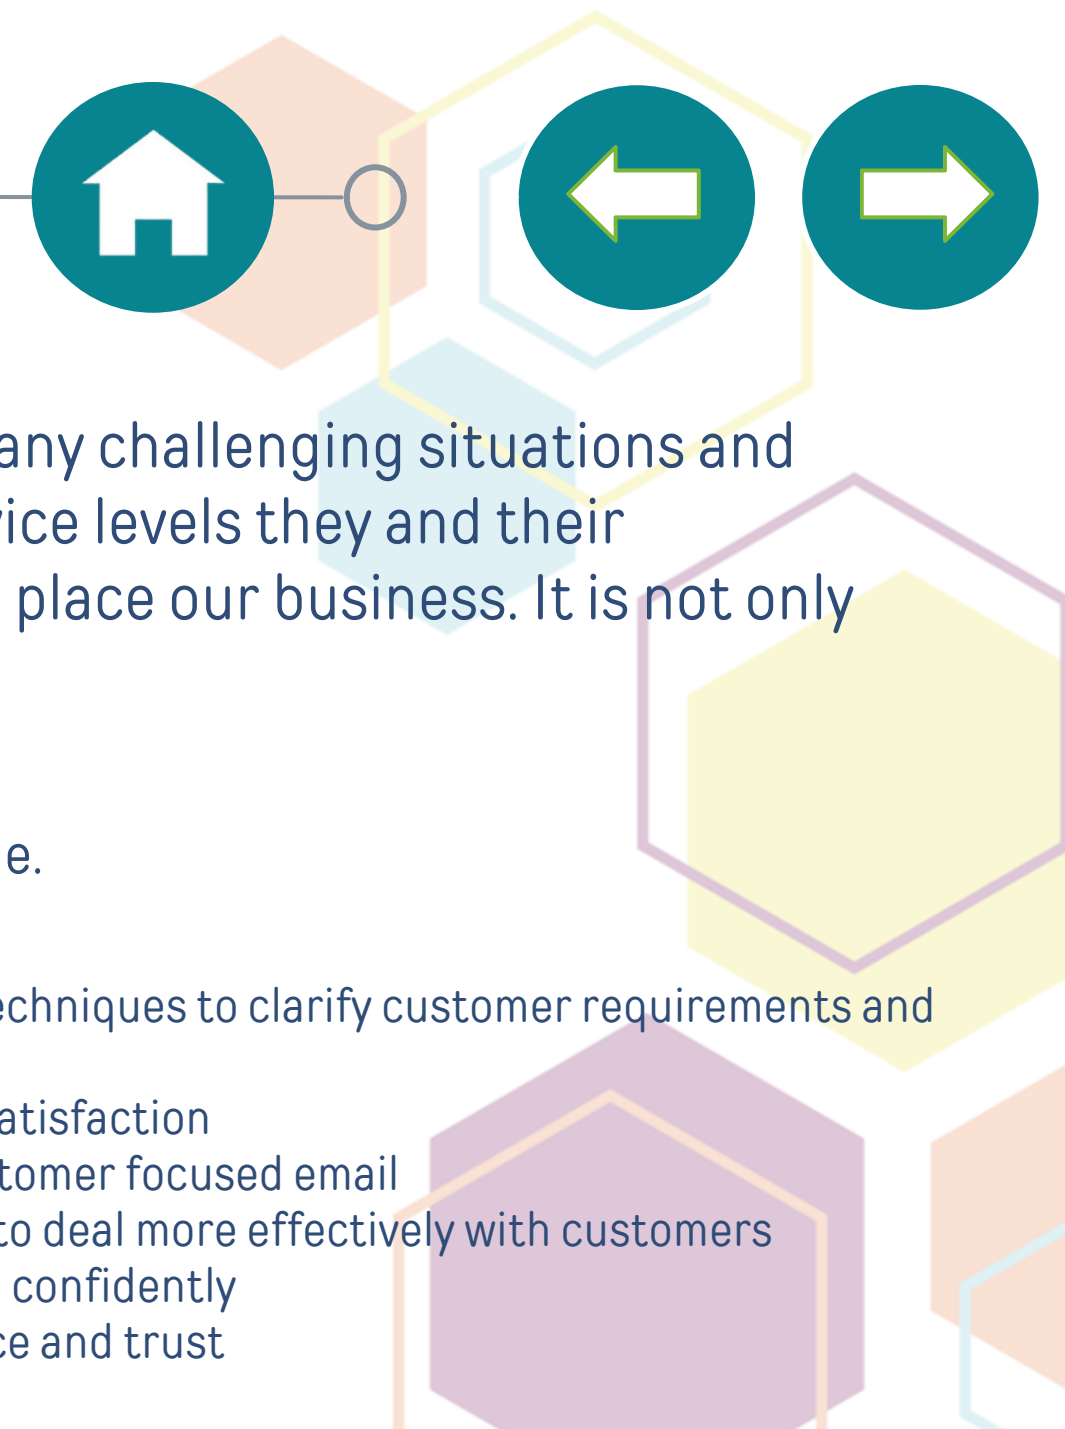 any challenging situations and
vice levels they and their
place our business. It is not only
e.
echniques to clarify customer requirements and
atisfaction
tomer focused email
to deal more effectively with customers
confidently
ce and trust